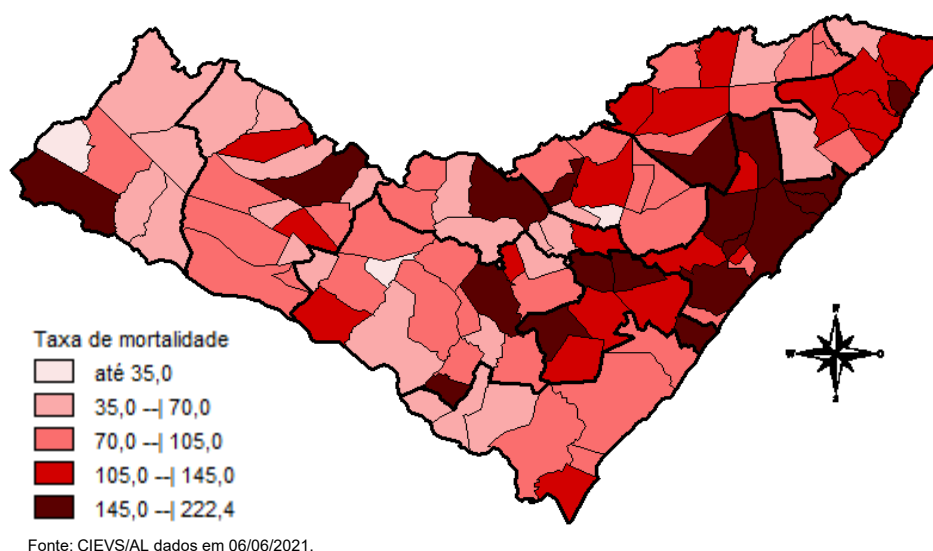 Taxa de mortalidade
até 35,0
35,0 --| 70,0
70,0 --| 105,0
105,0 --| 145,0
145,0 --| 222,4
Fonte: CIEVS/AL dados em 06/06/2021.